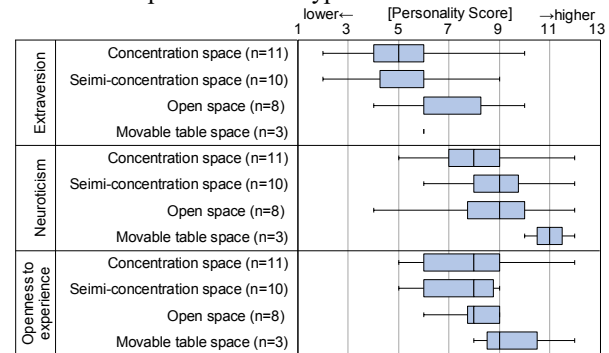 lower← [Personality Score] →higher
1 3 5 7 9 11 13
Extraversion
Concentration space (n=11)
Seimi-concentration space (n=10)
Open space (n=8)
Movable table space (n=3)
Neuroticism
Concentration space (n=11)
Seimi-concentration space (n=10)
Open space (n=8)
Movable table space (n=3)
Openness to
experience
Concentration space (n=11)
Seimi-concentration space (n=10)
Open space (n=8)
Movable table space (n=3)